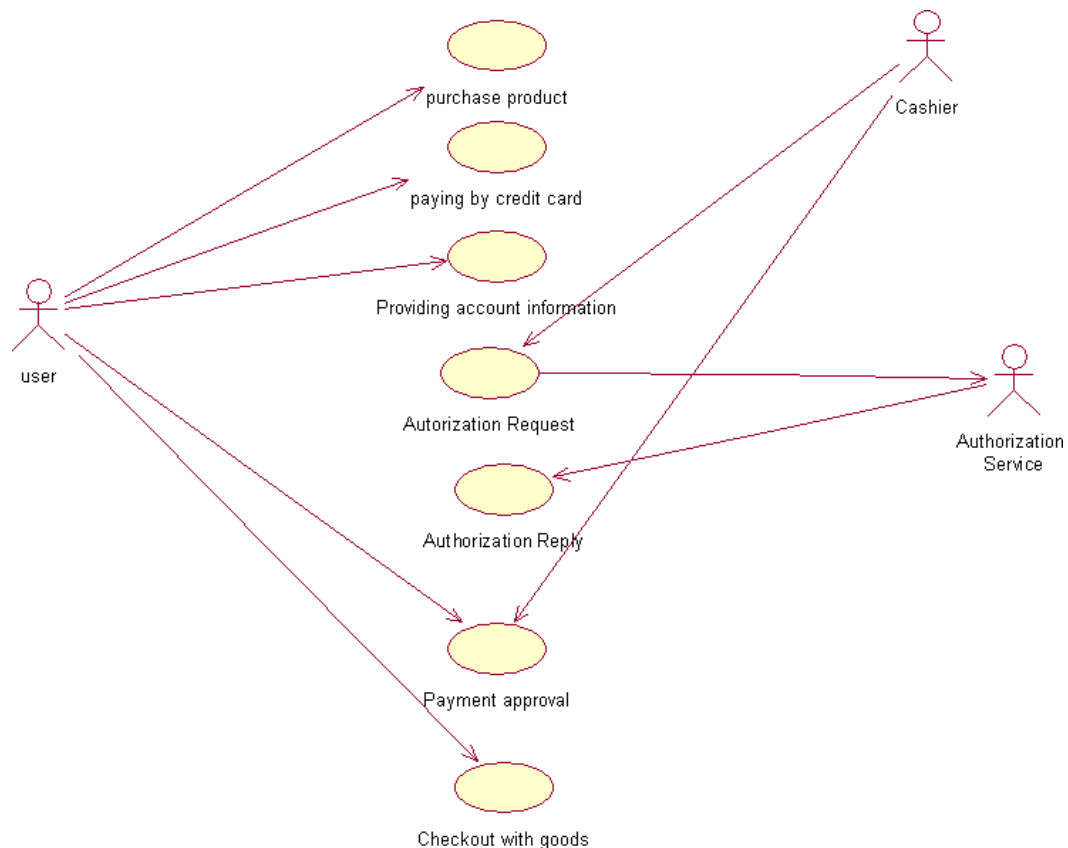 purchase product
Cashier
paying by credit card
Providing account information
user
Autorization Request
Authorization
Service
Authorization Reply
Payment approval
Checkout with goods